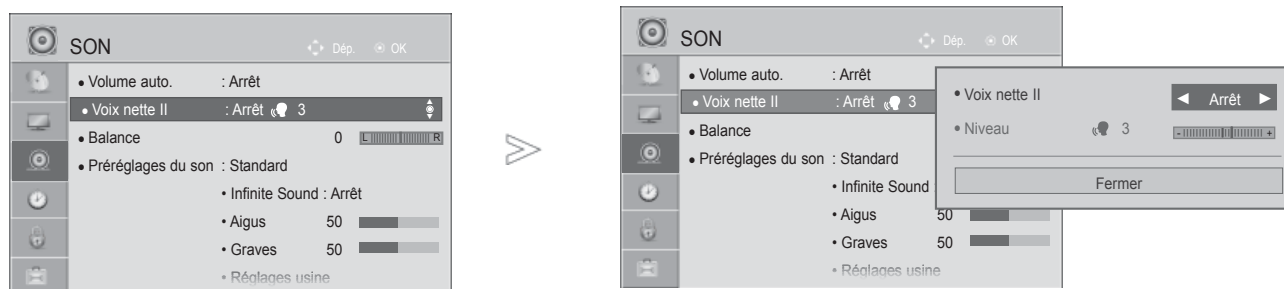 SON Dép. OK
• Volume auto. : Arrêt
• Voix nette II : Arrêt 3
• Balance 0 L R
• Préréglages du son : Standard
• Infinite Sound : Arrêt
• Aigus 50
• Graves 50
• Réglages usine
SON Dép. OK
• Volume auto. : Arrêt
• Voix nette II : Arrêt 3
• Balance
• Préréglages du son : Standard
• Infinite Sound :
• Aigus 50
• Graves 50
• Réglages usine
• Voix nette II ◄ Arrêt ►
• Niveau 3 - +
Fermer